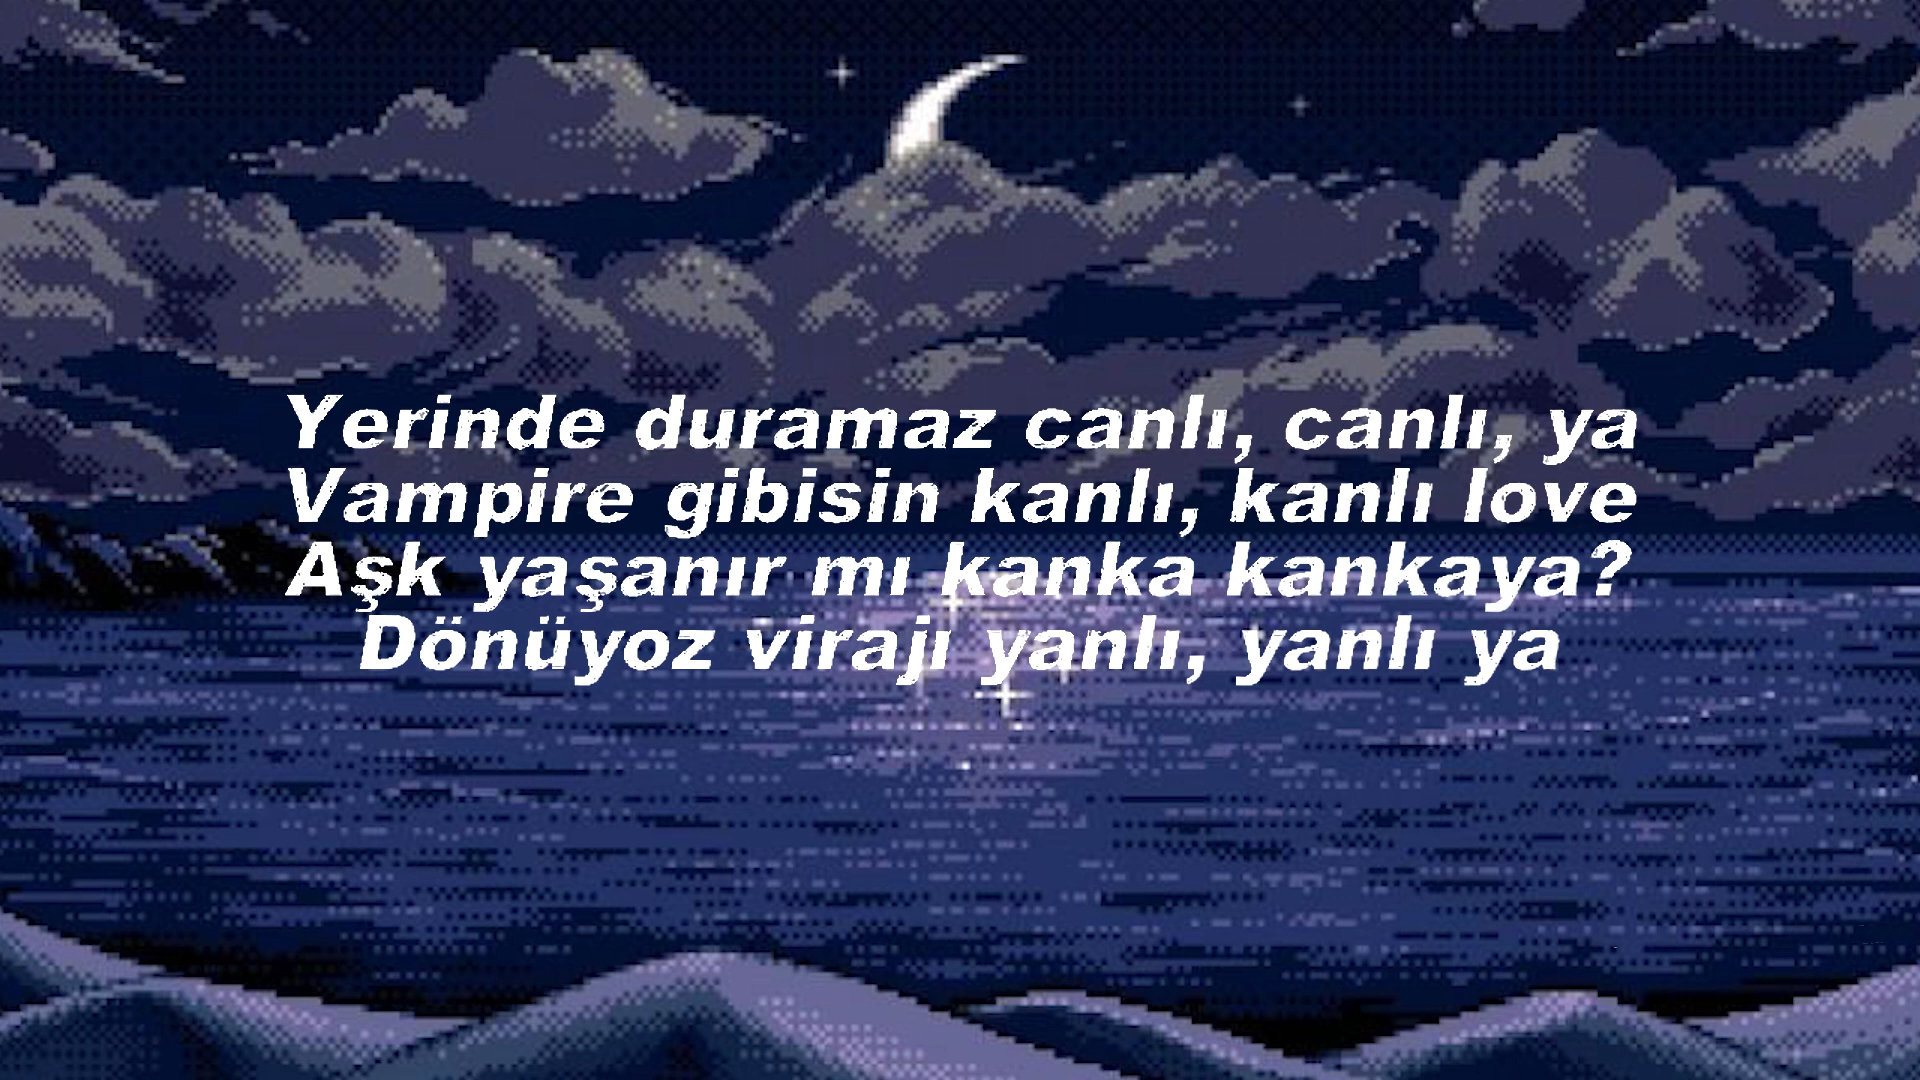 Yerinde duramaz canlı, canlı, ya
Vampire gibisin kanlı, kanlı love
Aşk yaşanır mı kanka kankaya?
Dönüyoz virajı yanlı, yanlı ya